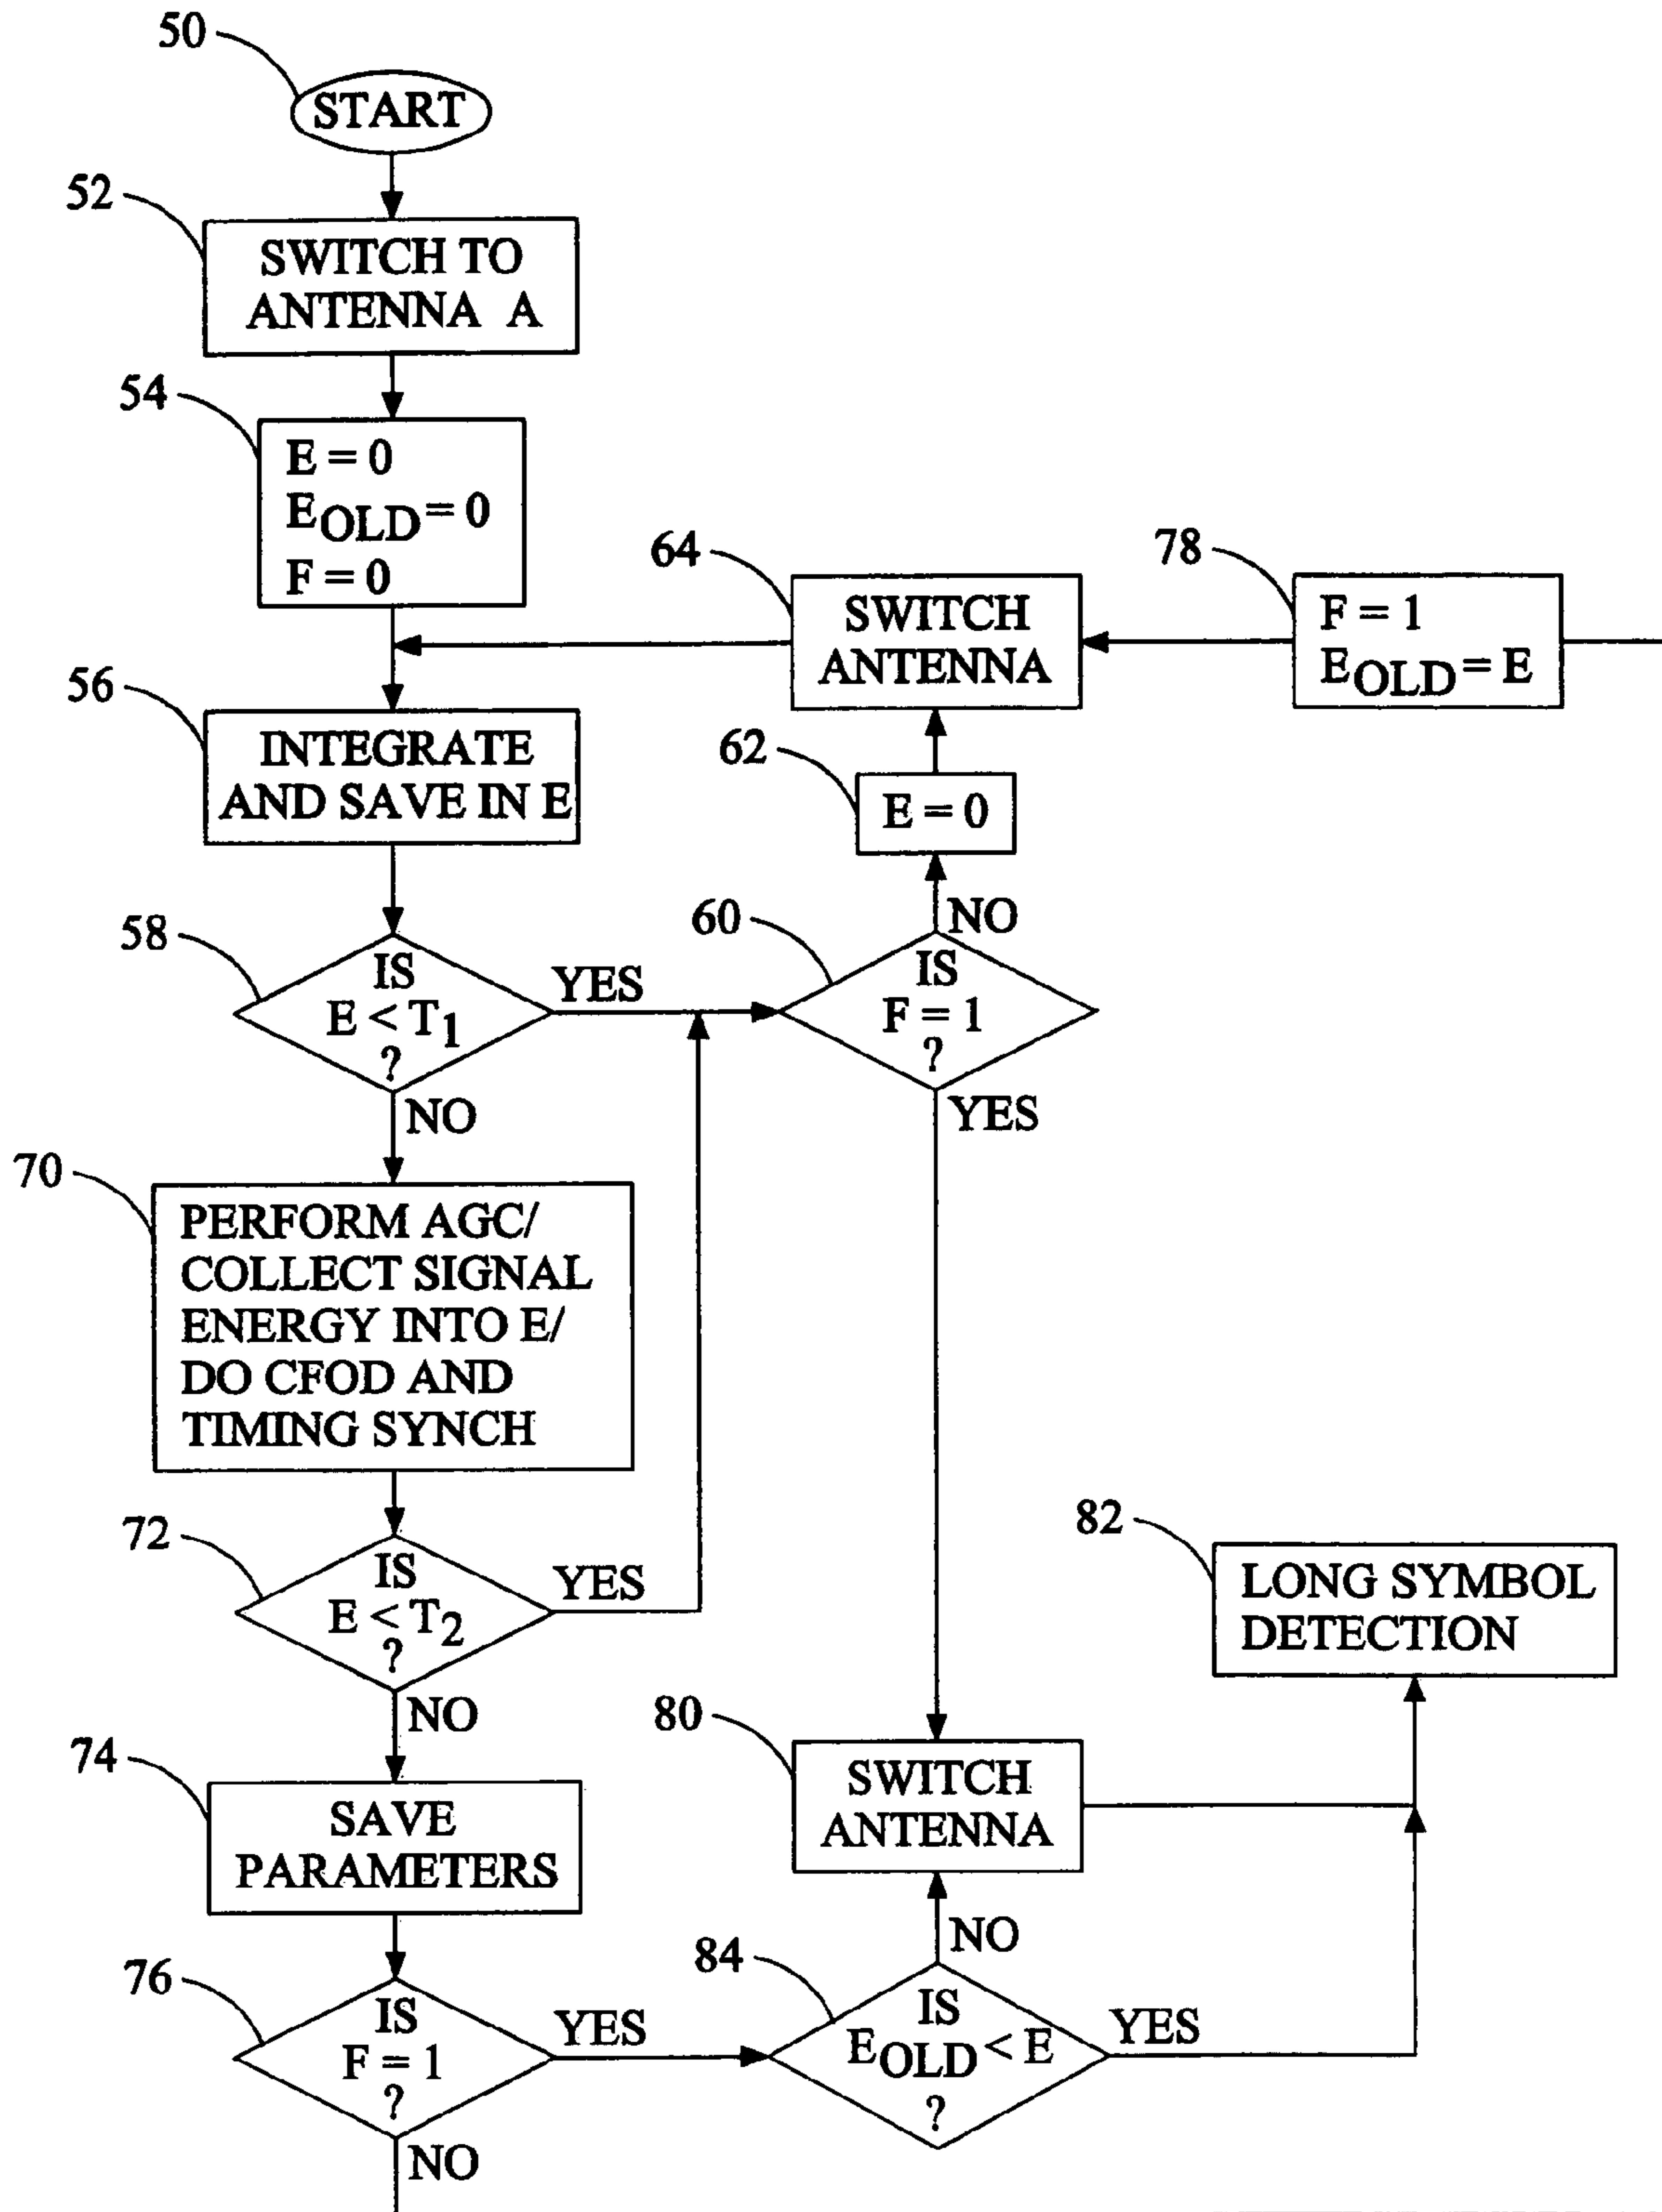 50
START
52
SWITCH TO
ANTENNA A
54
E = 0
EOLD = 0
F = 0
64
SWITCH
ANTENNA
78
F = 1
EOLD = E
56
INTEGRATE
AND SAVE IN E
62
E = 0
58
IS
E < T1
?
YES
NO
60
NO
IS
F = 1
?
YES
70
PERFORM AGC/
COLLECT SIGNAL
ENERGY INTO E/
DO CFOD AND
TIMING SYNCH
72
IS
E < T2
?
YES
NO
82
LONG SYMBOL
DETECTION
74
SAVE
PARAMETERS
80
SWITCH
ANTENNA
76
IS
F = 1
?
YES
NO
84
NO
IS
EOLD < E
?
YES